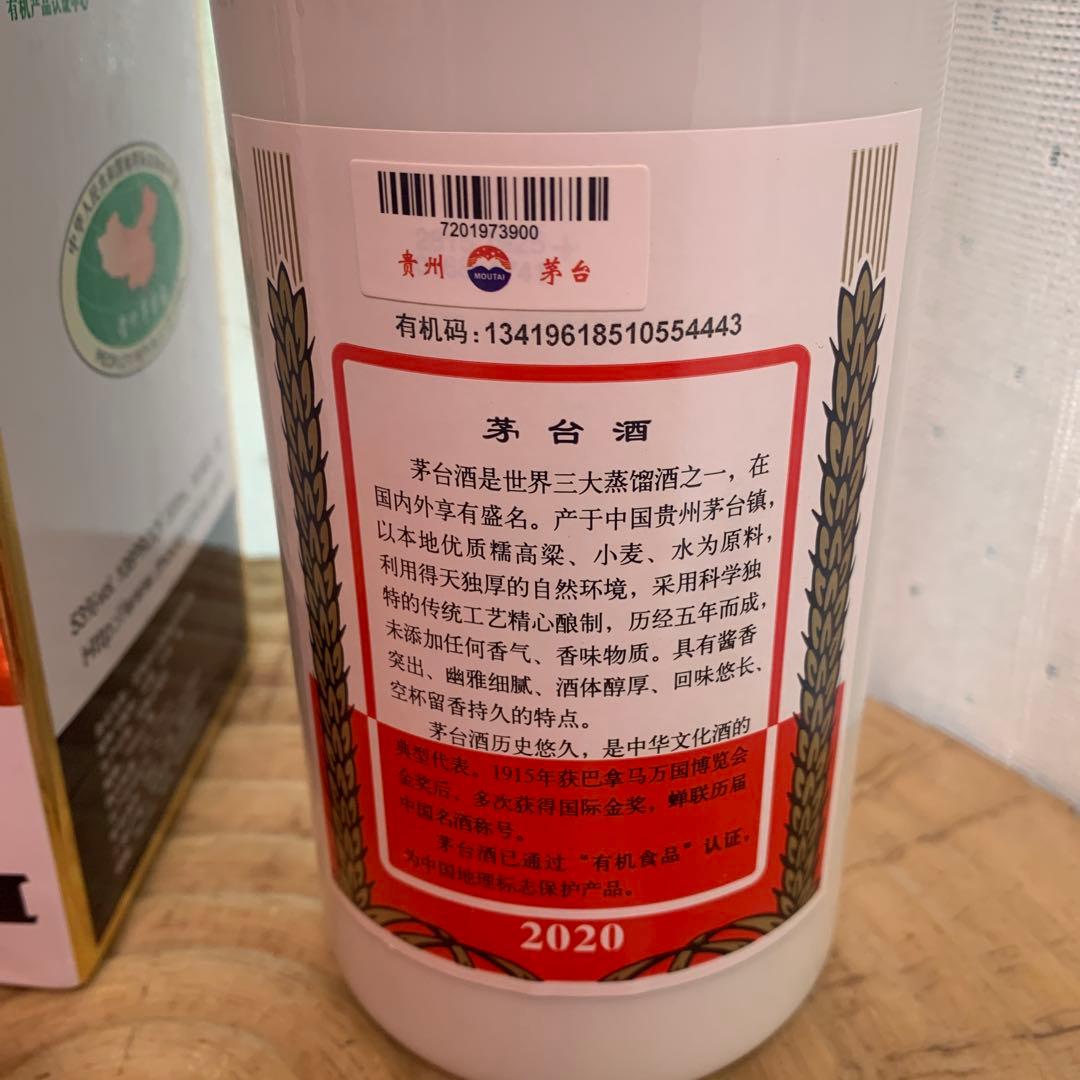 有机产品认证中心
7201973900
贵州 MOUTAI 茅台
有机码:13419618510554443
茅台酒
茅台酒是世界三大蒸馏酒之一，在
国内外享有盛名。产于中国贵州茅台镇，
以本地优质糯高粱、小麦、水为原料，
利用得天独厚的自然环境，采用科学独
特的传统工艺精心酿制，历经五年而成，
未添加任何香气、香味物质。具有酱香
突出、幽雅细腻、酒体醇厚、回味悠长、
空杯留香持久的特点。
茅台酒历史悠久，是中华文化酒的
典型代表。1915年获巴拿马万国博览会
金奖后，多次获得国际金奖，蝉联历届
中国名酒称号。
茅台酒已通过“有机食品”认证，
为中国地理标志保护产品。
2020